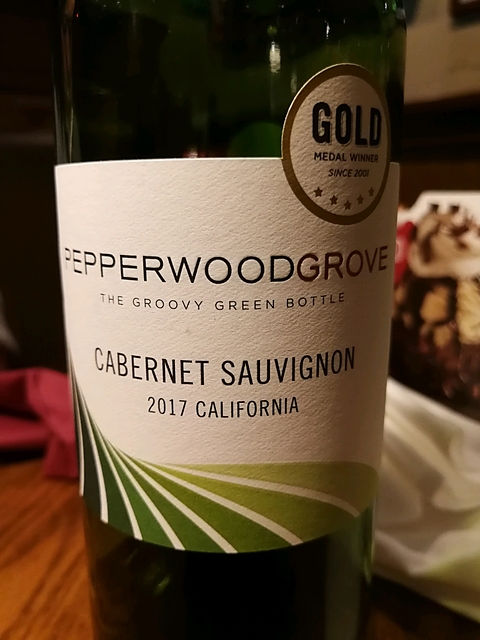 GOLD
MEDAL WINNER
SINCE 2001
PEPPERWOODGROVE
THE GROOVY GREEN BOTTLE
CABERNET SAUVIGNON
2017 CALIFORNIA